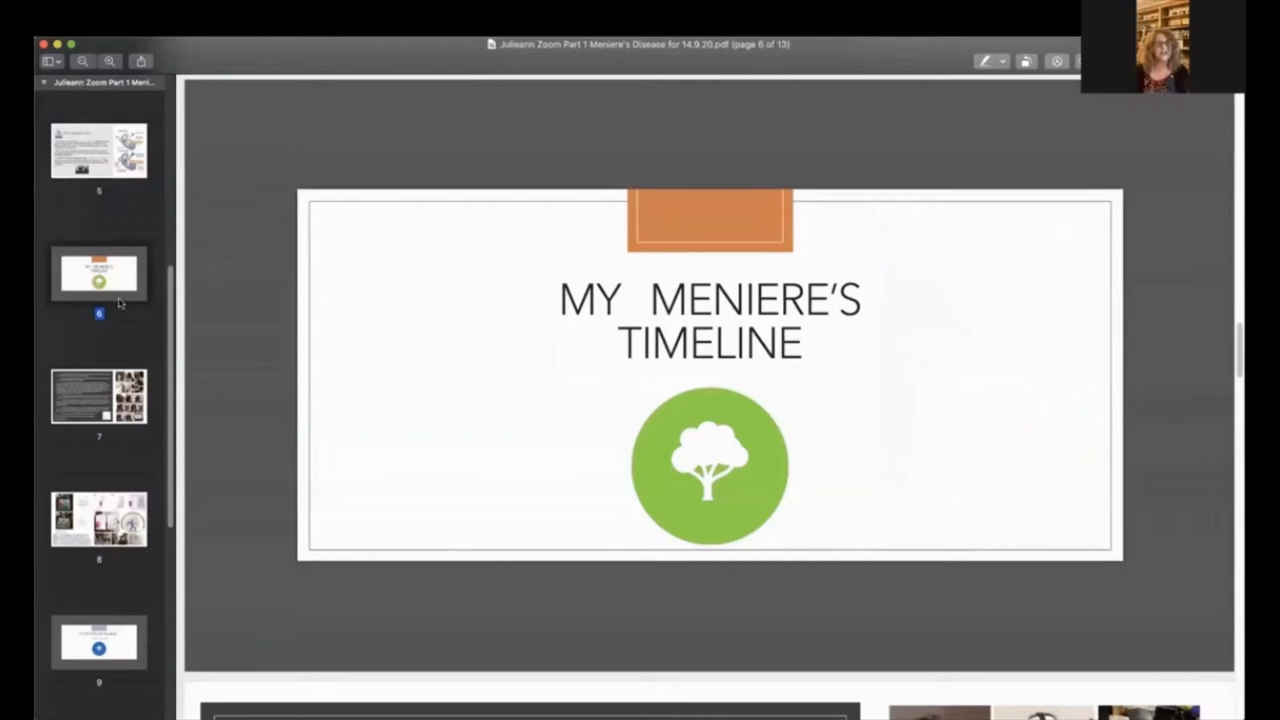 Julieann Zoom Part 1 Meniere's Disease for 14.9.20.pdf (page 6 of 13)
Julieann Zoom Part 1 Meni...
5
6
7
8
9
MY MENIERE’S
TIMELINE